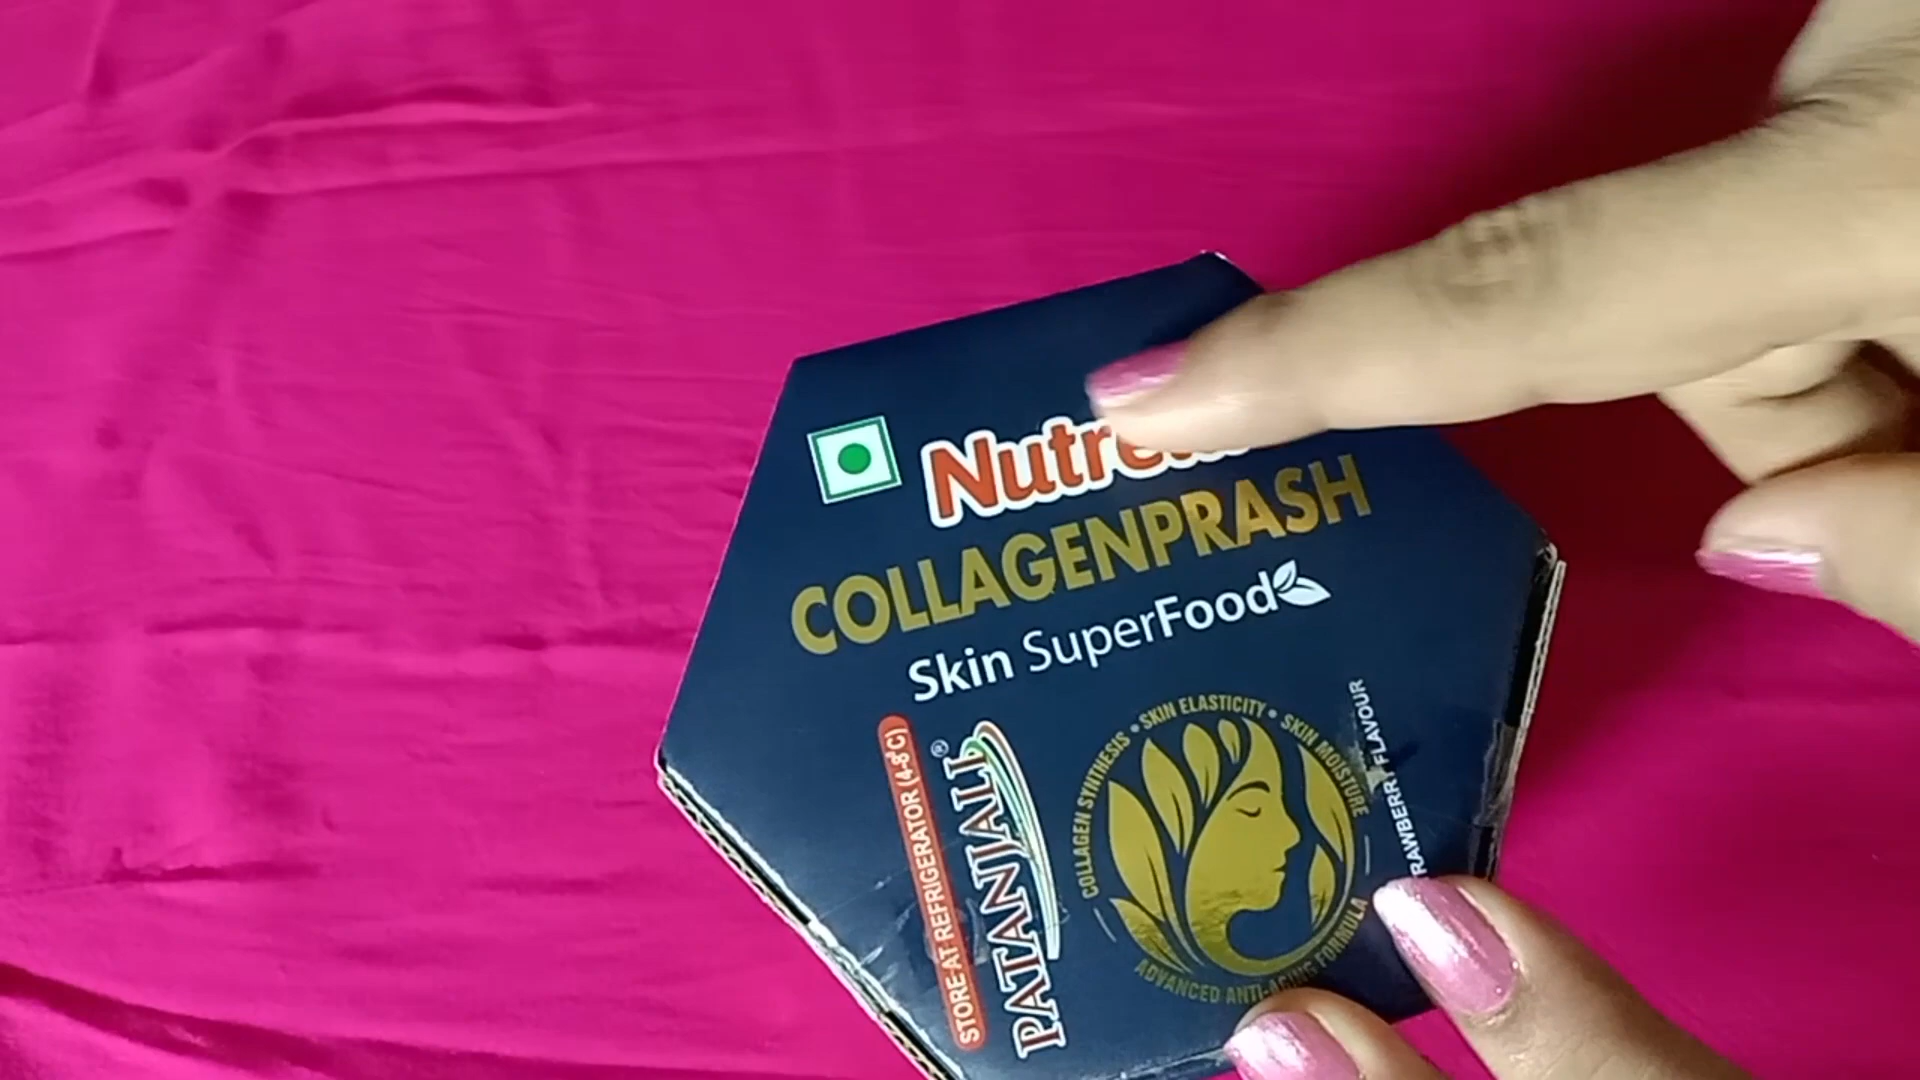 COLLAGENPRASH
Skin SuperFood
STORE AT REFRIGERATOR (4-8°C)
PATANJALI®
COLLAGEN SYNTHESIS • SKIN ELASTICITY • SKIN MOISTURE
ADVANCED ANTI-AGING FORMULA
FLAVOUR